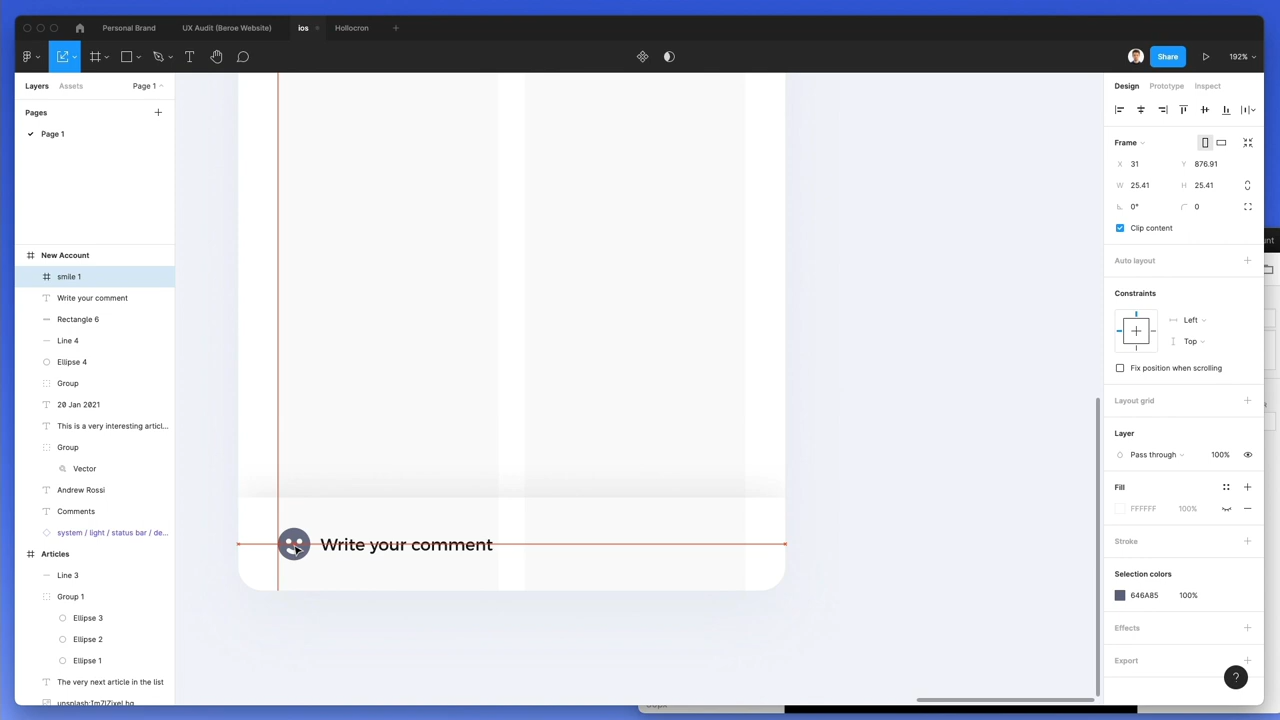 Personal Brand
UX Audit (Beroe Website)
ios
Hollocron
Share
192%
Layers
Assets
Page 1
Pages
Page 1
New Account
smile 1
Write your comment
Rectangle 6
Line 4
Ellipse 4
Group
20 Jan 2021
This is a very interesting articl...
Group
Vector
Andrew Rossi
Comments
system / light / status bar / de...
Articles
Line 3
Group 1
Ellipse 3
Ellipse 2
Ellipse 1
The very next article in the list
Write your comment
Design
Prototype
Inspect
Frame
X 31
Y 876.91
W 25.41
H 25.41
0°
0
Clip content
Auto layout
Constraints
Left
Top
Fix position when scrolling
Layout grid
Layer
Pass through
100%
Fill
FFFFFF
100%
Stroke
Selection colors
646A85
100%
Effects
Export
?